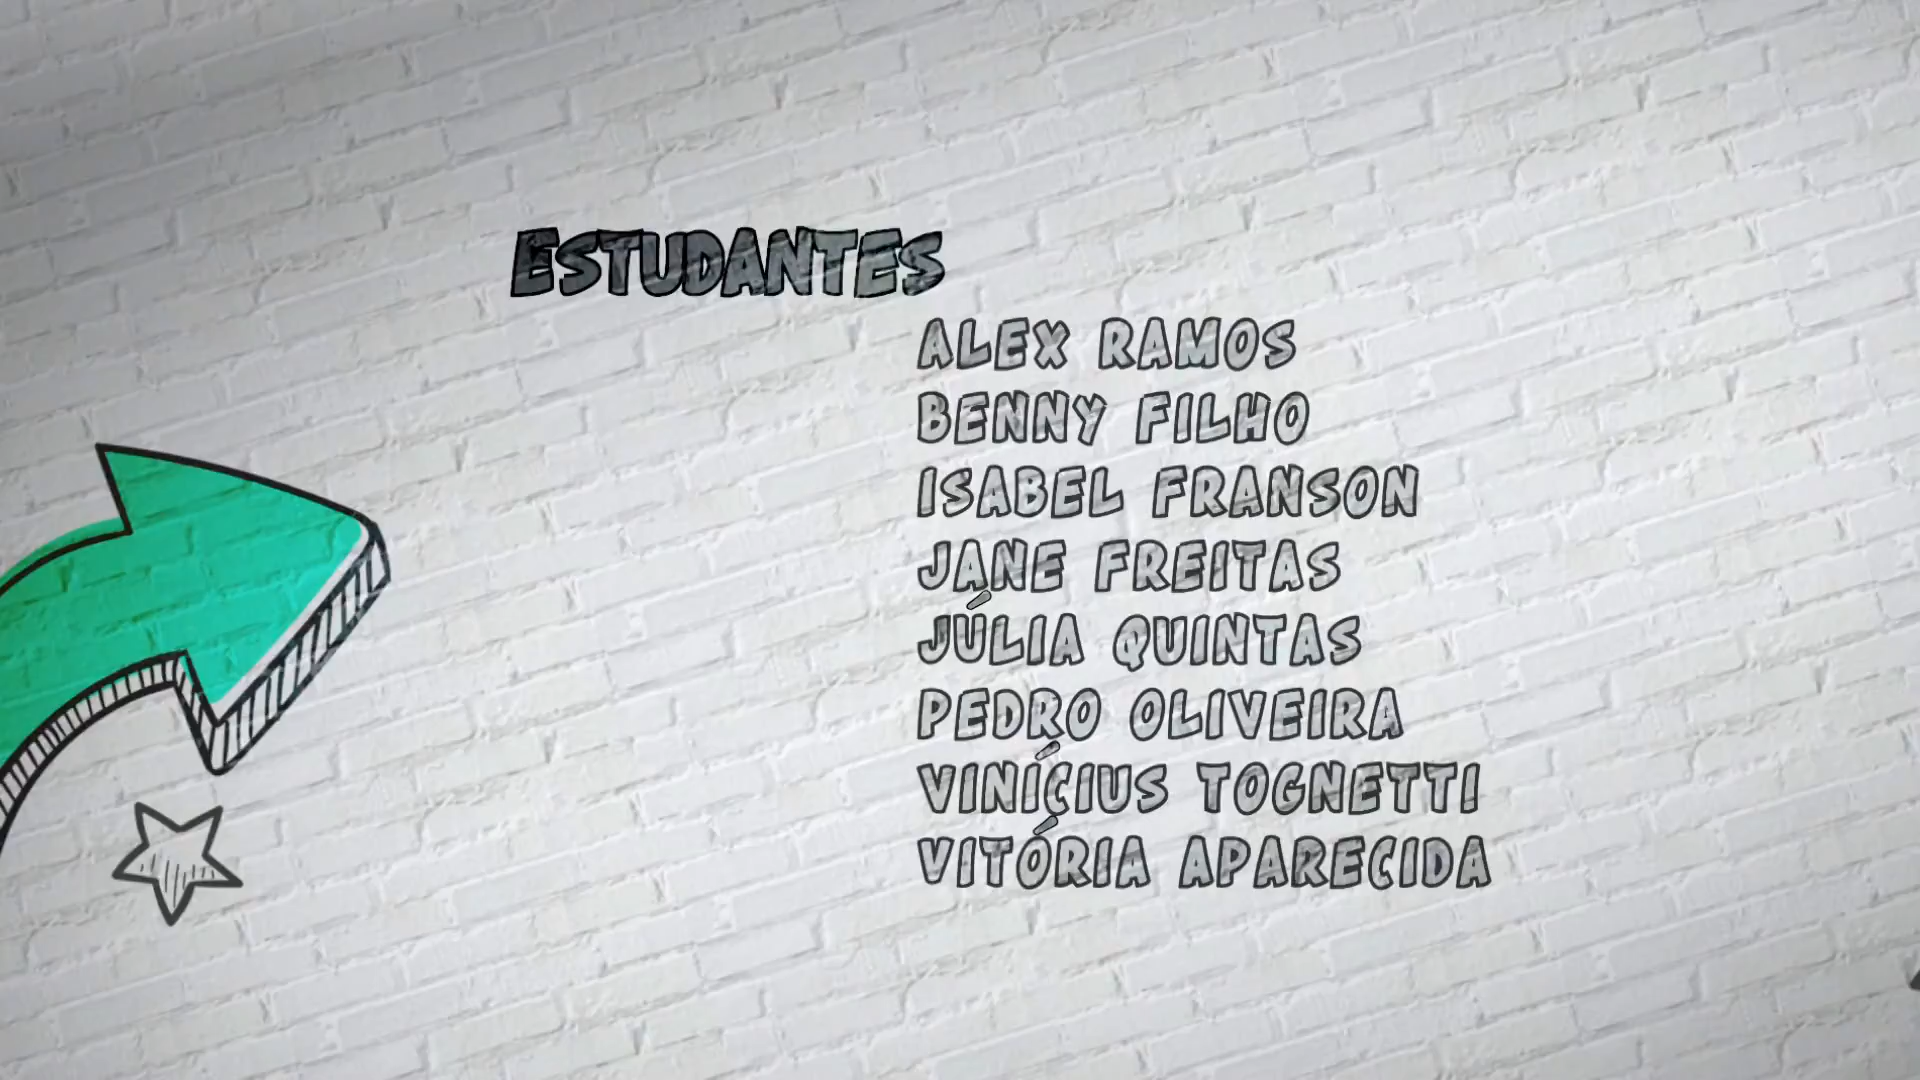 ESTUDANTES
ALEX RAMOS
BENNY FILHO
ISABEL FRANSON
JANE FREITAS
JÚLIA QUINTAS
PEDRO OLIVEIRA
VINÍCIUS TOGNETTI
VITÓRIA APARECIDA